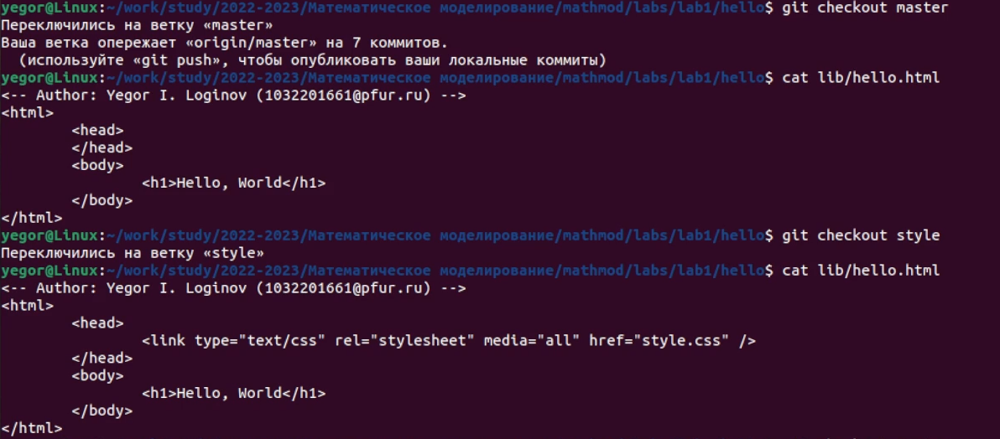 yegor@Linux:~/work/study/2022-2023/Математическое моделирование/mathmod/labs/lab1/hello$ git checkout master
Переключились на ветку «master»
Ваша ветка опережает «origin/master» на 7 коммитов.
  (используйте «git push», чтобы опубликовать ваши локальные коммиты)
yegor@Linux:~/work/study/2022-2023/Математическое моделирование/mathmod/labs/lab1/hello$ cat lib/hello.html
<-- Author: Yegor I. Loginov (1032201661@pfur.ru) -->
<html>
        <head>
        </head>
        <body>
                <h1>Hello, World</h1>
        </body>
</html>
yegor@Linux:~/work/study/2022-2023/Математическое моделирование/mathmod/labs/lab1/hello$ git checkout style
Переключились на ветку «style»
yegor@Linux:~/work/study/2022-2023/Математическое моделирование/mathmod/labs/lab1/hello$ cat lib/hello.html
<-- Author: Yegor I. Loginov (1032201661@pfur.ru) -->
<html>
        <head>
                <link type="text/css" rel="stylesheet" media="all" href="style.css" />
        </head>
        <body>
                <h1>Hello, World</h1>
        </body>
</html>